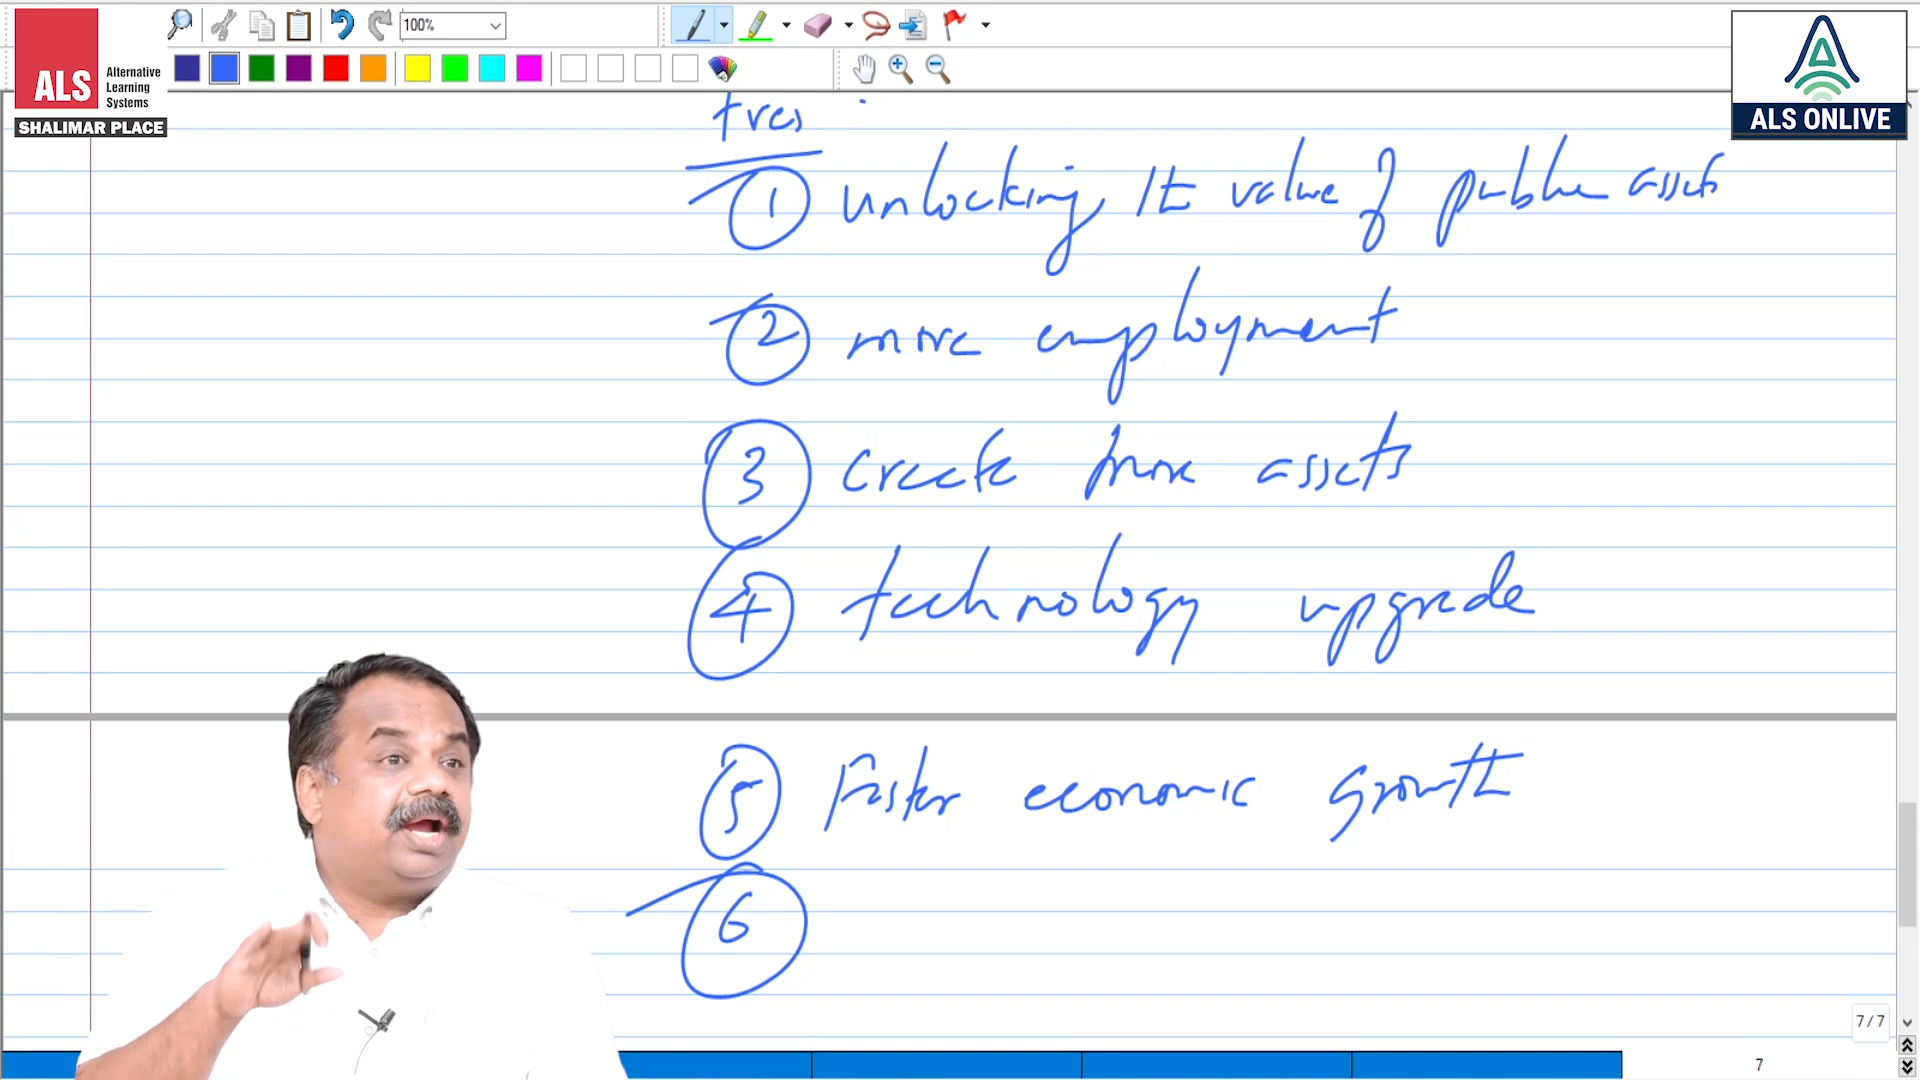 100%
ALS
Alternative
Learning
Systems
SHALIMAR PLACE
ALS ONLIVE
① unlocking the value of public assets
② more employment
③ create more assets
④ technology upgrade
⑤ Faster economic Growth
⑥
7/7
7